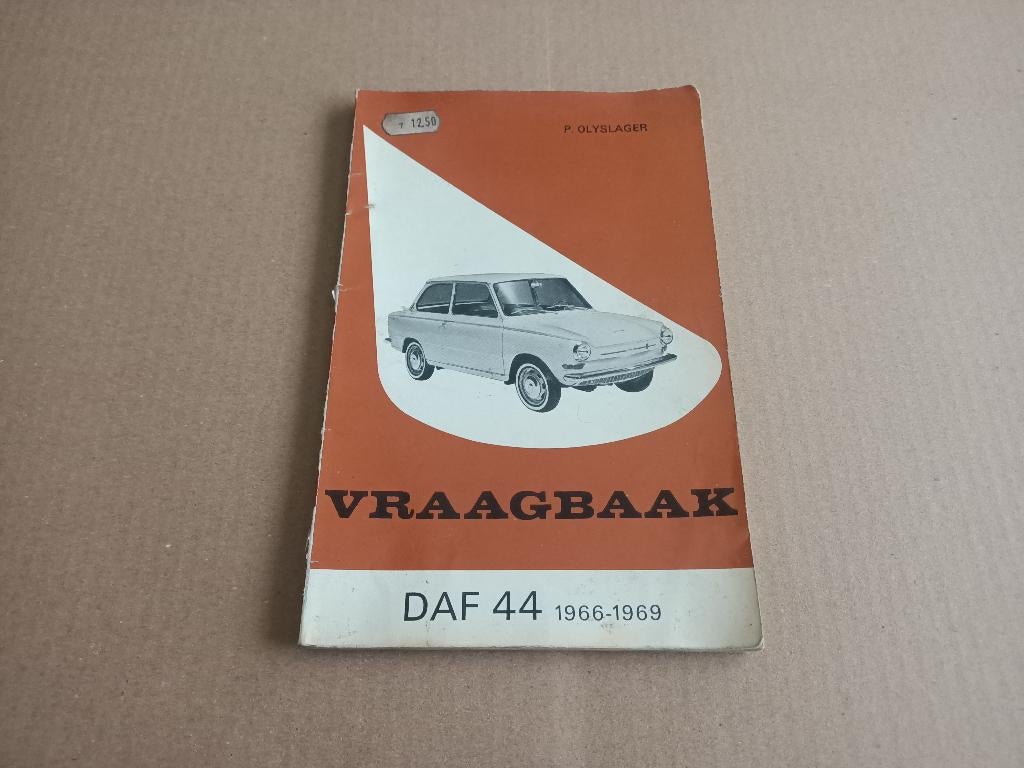 12,50
P. OLYSLAGER
VRAAGBAAK
DAF 44 1966-1969